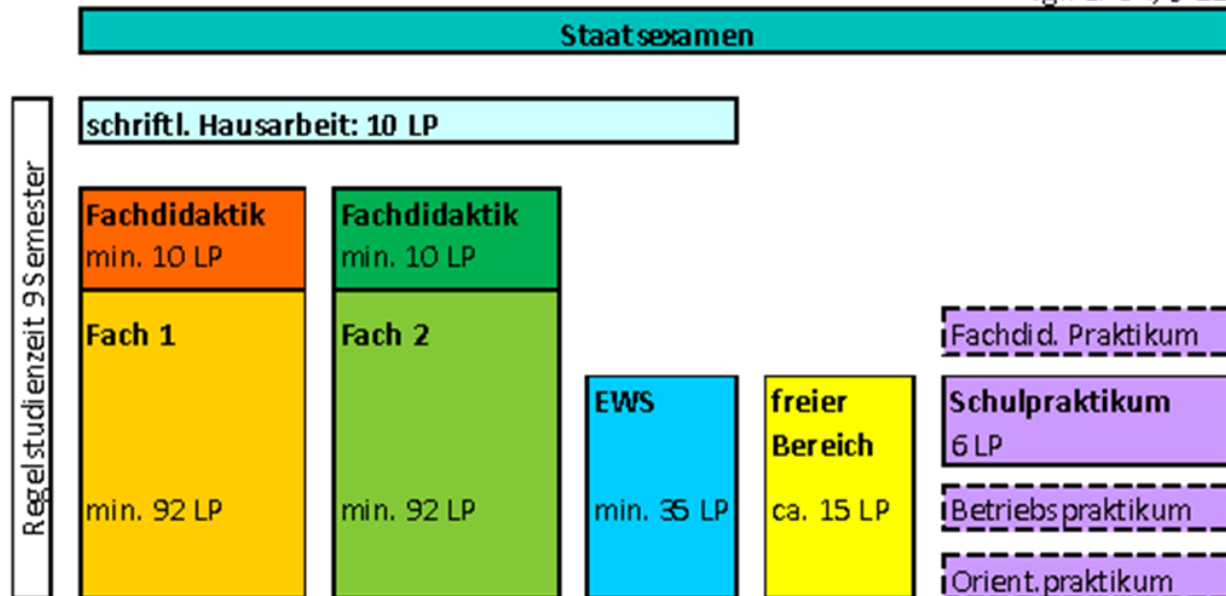 Staatsexamen
Regelstudienzeit 9 Semester
schriftl. Hausarbeit: 10 LP
Fachdidaktik
min. 10 LP
Fach 1
min. 92 LP
Fachdidaktik
min. 10 LP
Fach 2
min. 92 LP
EWS
min. 35 LP
freier
Bereich
ca. 15 LP
Fachdid. Praktikum
Schulpraktikum
6 LP
Betriebspraktikum
Orient.praktikum